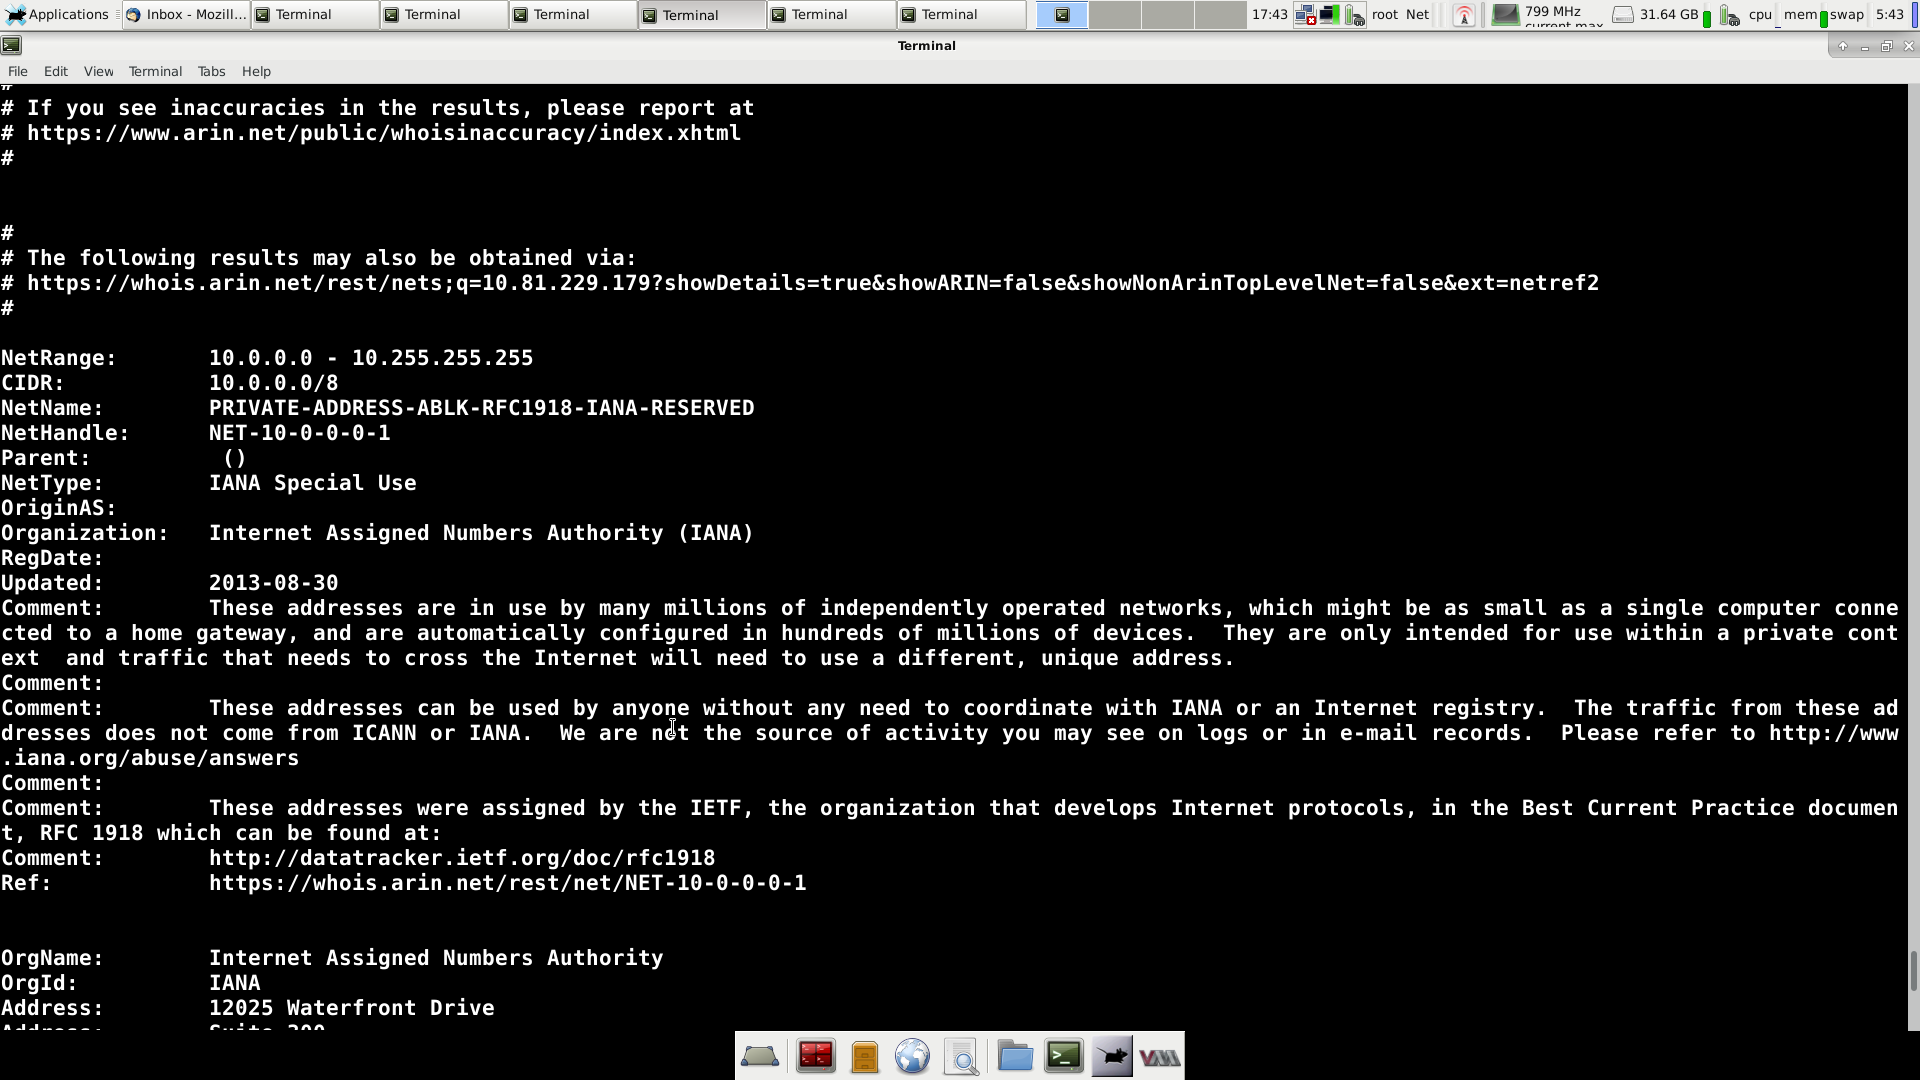 Applications Inbox - Mozill... Terminal Terminal Terminal Terminal Terminal Terminal 17:43 root Net 799 MHz 31.64 GB cpu mem swap 5:43
current max
Terminal
File Edit View Terminal Tabs Help
#
# If you see inaccuracies in the results, please report at
# https://www.arin.net/public/whoisinaccuracy/index.xhtml
#
#
# The following results may also be obtained via:
# https://whois.arin.net/rest/nets;q=10.81.229.179?showDetails=true&showARIN=false&showNonArinTopLevelNet=false&ext=netref2
#
NetRange:       10.0.0.0 - 10.255.255.255
CIDR:           10.0.0.0/8
NetName:        PRIVATE-ADDRESS-ABLK-RFC1918-IANA-RESERVED
NetHandle:      NET-10-0-0-0-1
Parent:          ()
NetType:        IANA Special Use
OriginAS:
Organization:   Internet Assigned Numbers Authority (IANA)
RegDate:
Updated:        2013-08-30
Comment:        These addresses are in use by many millions of independently operated networks, which might be as small as a single computer conne
cted to a home gateway, and are automatically configured in hundreds of millions of devices.  They are only intended for use within a private cont
ext  and traffic that needs to cross the Internet will need to use a different, unique address.
Comment:
Comment:        These addresses can be used by anyone without any need to coordinate with IANA or an Internet registry.  The traffic from these ad
dresses does not come from ICANN or IANA.  We are not the source of activity you may see on logs or in e-mail records.  Please refer to http://www
.iana.org/abuse/answers
Comment:
Comment:        These addresses were assigned by the IETF, the organization that develops Internet protocols, in the Best Current Practice documen
t, RFC 1918 which can be found at:
Comment:        http://datatracker.ietf.org/doc/rfc1918
Ref:            https://whois.arin.net/rest/net/NET-10-0-0-0-1
OrgName:        Internet Assigned Numbers Authority
OrgId:          IANA
Address:        12025 Waterfront Drive
Address:        Suite 300